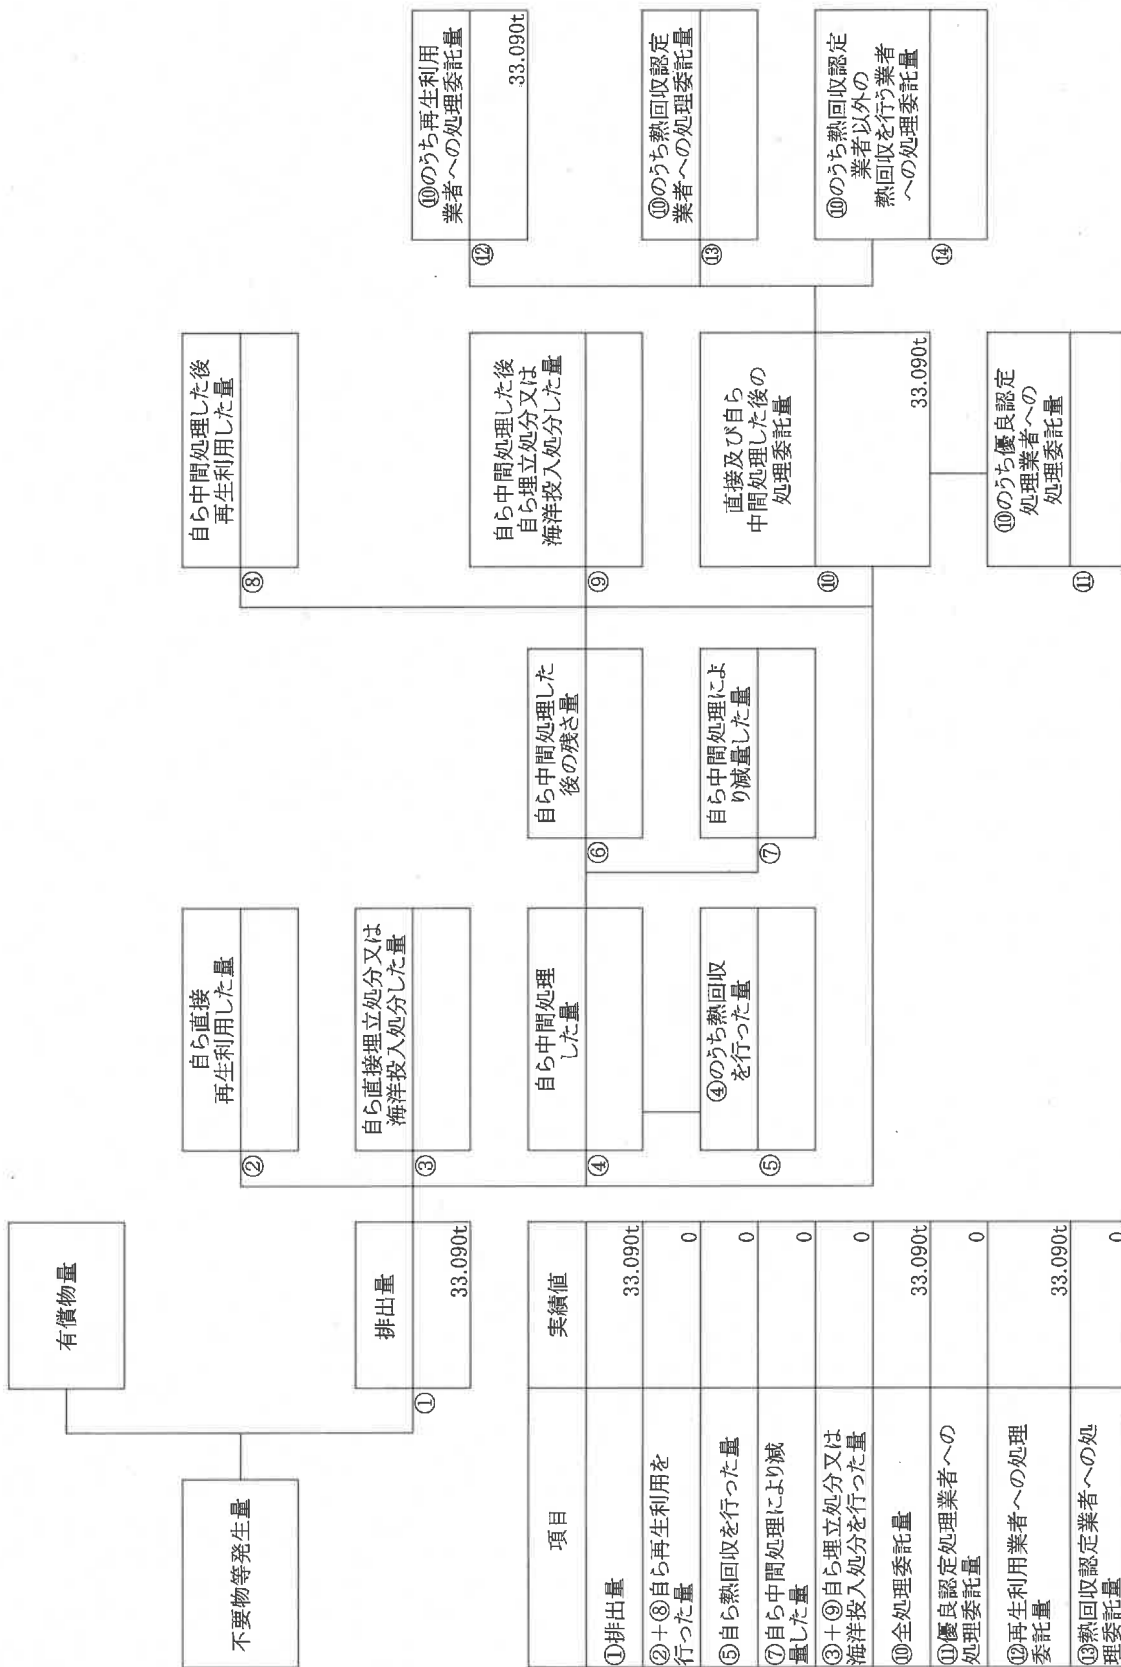 不要物等発生量
有償物量
排出量
①
33.090t
自ら直接
再生利用した量
②
自ら直接埋立処分又は
海洋投入処分した量
③
自ら中間処理
した量
④
④のうち熱回収
を行った量
⑤
自ら中間処理した
後の残さ量
⑥
自ら中間処理によ
り減量した量
⑦
自ら中間処理した後
再生利用した量
⑧
自ら中間処理した後
自ら埋立処分又は
海洋投入処分した量
⑨
直接及び自ら
中間処理した後の
処理委託量
⑩
33.090t
⑩のうち優良認定
処理業者への
処理委託量
⑪
⑩のうち再生利用
業者への処理委託量
⑫
33.090t
⑩のうち熱回収認定
業者への処理委託量
⑬
⑩のうち熱回収認定
業者以外の
熱回収を行う業者
への処理委託量
⑭
項目 実績値
①排出量 33.090t
②+⑧自ら再生利用を
行った量 0
⑤自ら熱回収を行った量 0
⑦自ら中間処理により減
量した量 0
③+⑨自ら埋立処分又は
海洋投入処分を行った量 0
⑩全処理委託量 33.090t
⑪優良認定処理業者への
処理委託量 0
⑫再生利用業者への処理
委託量 33.090t
⑬熱回収認定業者への処
理委託量 0